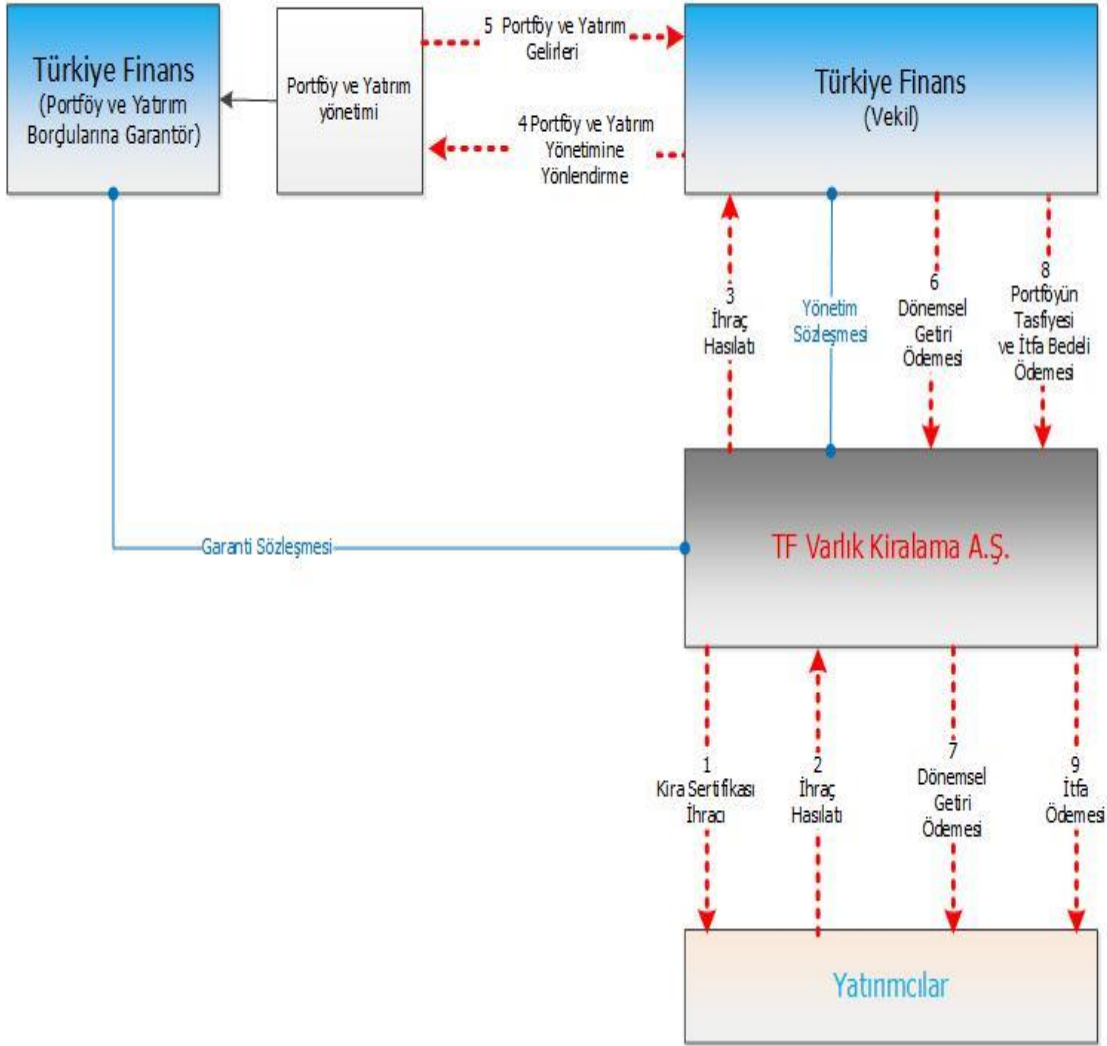 Türkiye Finans
(Portföy ve Yatırım
Borçlularına Garantör)
Portföy ve Yatırım
yönetimi
5 Portföy ve Yatırım
Gelirleri
4 Portföy ve Yatırım
Yönetimine
Yönlendirme
Türkiye Finans
(Vekil)
3
İhraç
Hasılatı
Yönetim
Sözleşmesi
6
Dönemsel
Getiri
Ödemesi
8
Portföyün
Tasfiyesi
ve İtfa Bedeli
Ödemesi
Garanti Sözleşmesi
TF Varlık Kiralama A.Ş.
1
Kira Sertifikası
İhracı
2
İhraç
Hasılatı
7
Dönemsel
Getiri
Ödemesi
9
İtfa
Ödemesi
Yatırımcılar